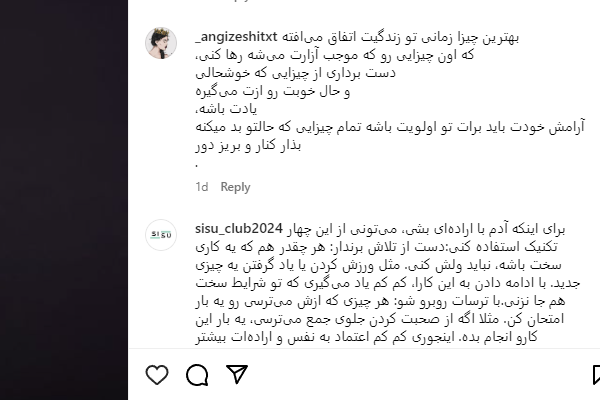 _angizeshitxt بهترین چیزا زمانی تو زندگیت اتفاق می‌افته
که اون چیزایی رو که موجب آزارت می‌شه رها کنی،
دست برداری از چیزایی که خوشحالی
و حال خوبت رو ازت می‌گیره
یادت باشه،
آرامش خودت باید برات تو اولویت باشه تمام چیزایی که حالتو بد میکنه
بذار کنار و بریز دور
.
1d Reply
SISU
sisu_club2024 برای اینکه آدم با اراده‌ای بشی، می‌تونی از این چهار
تکنیک استفاده کنی:دست از تلاش برندار: هر چقدر هم که یه کاری
سخت باشه، نباید ولش کنی. مثل ورزش کردن یا یاد گرفتن یه چیزی
جدید. با ادامه دادن به این کارا، کم کم یاد می‌گیری که تو شرایط سخت
هم جا نزنی.با ترسات روبرو شو: هر چیزی که ازش می‌ترسی رو یه بار
امتحان کن. مثلا اگه از صحبت کردن جلوی جمع می‌ترسی، یه بار این
کارو انجام بده. اینجوری کم کم اعتماد به نفس و اراده‌ات بیشتر